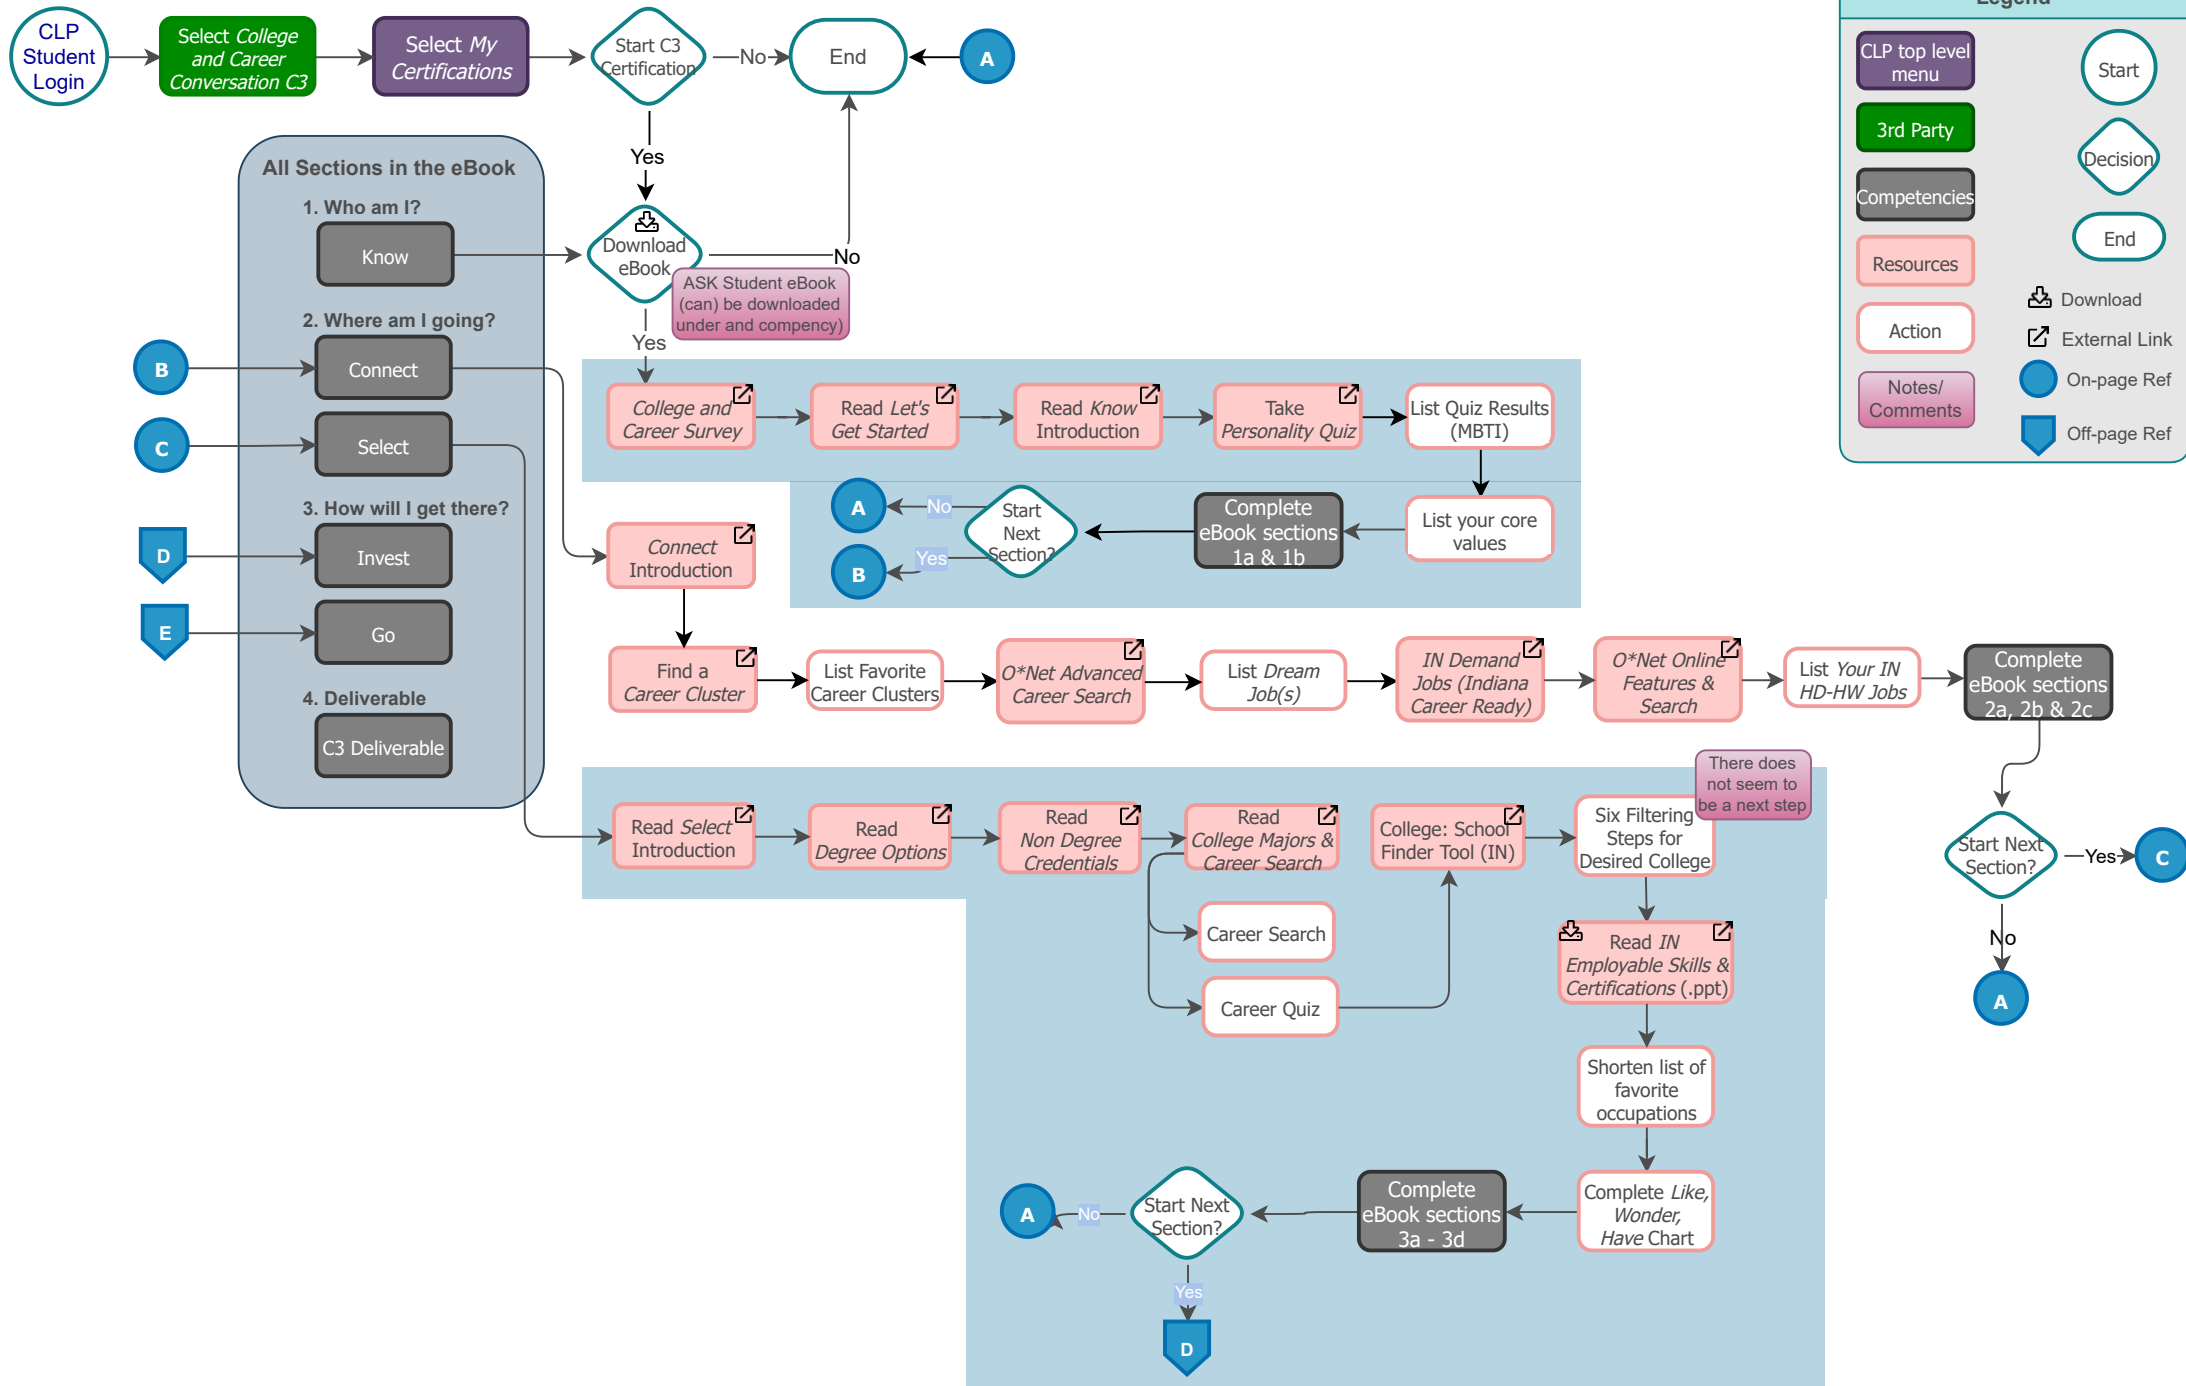 CLP
Student
Login
Select College
and Career
Conversation C3
Select My
Certifications
Start C3
Certification
No
End
A
Yes
Download
eBook
No
ASK Student eBook
(can) be downloaded
under and compency)
Yes
Legend
CLP top level
menu
3rd Party
Competencies
Resources
Action
Notes/
Comments
Start
Decision
End
Download
External Link
On-page Ref
Off-page Ref
All Sections in the eBook
1. Who am I?
Know
2. Where am I going?
B
Connect
C
Select
3. How will I get there?
D
Invest
E
Go
4. Deliverable
C3 Deliverable
College and
Career Survey
Read Let's
Get Started
Read Know
Introduction
Take
Personality Quiz
List Quiz Results
(MBTI)
List your core
values
Complete
eBook sections
1a & 1b
Start
Next
Section?
No
A
Yes
B
Connect
Introduction
Find a
Career Cluster
List Favorite
Career Clusters
O*Net Advanced
Career Search
List Dream
Job(s)
IN Demand
Jobs (Indiana
Career Ready)
O*Net Online
Features &
Search
List Your IN
HD-HW Jobs
Complete
eBook sections
2a, 2b & 2c
Start Next
Section?
Yes
C
No
A
Read Select
Introduction
Read
Degree Options
Read
Non Degree
Credentials
Read
College Majors &
Career Search
Career Search
Career Quiz
College: School
Finder Tool (IN)
Six Filtering
Steps for
Desired College
There does
not seem to
be a next step
Read IN
Employable Skills &
Certifications (.ppt)
Shorten list of
favorite
occupations
Complete Like,
Wonder,
Have Chart
Complete
eBook sections
3a - 3d
Start Next
Section?
No
A
Yes
D